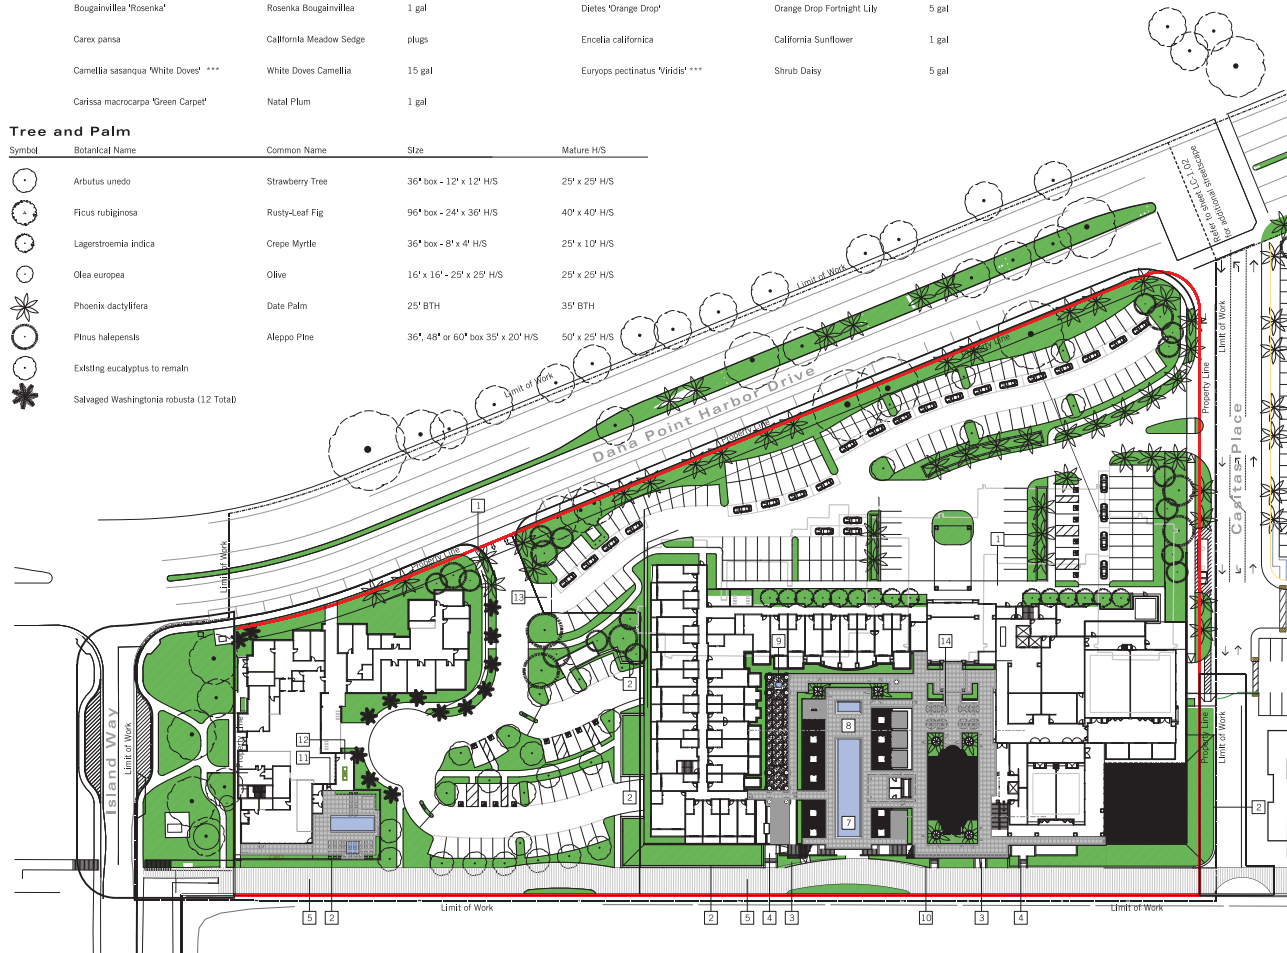 Bougainvillea 'Rosenka' Rosenka Bougainvillea 1 gal Dietes 'Orange Drop' Orange Drop Fortnight Lily 5 gal
Carex pansa California Meadow Sedge plugs Encelia californica California Sunflower 1 gal
Camellia sasanqua 'White Doves' *** White Doves Camellia 15 gal Euryops pectinatus 'Viridis' *** Shrub Daisy 5 gal
Carissa macrocarpa 'Green Carpet' Natal Plum 1 gal
Tree and Palm
Symbol Botanical Name Common Name Size Mature H/S
Arbutus unedo Strawberry Tree 36" box - 12' x 12' H/S 25' x 25' H/S
Ficus rubiginosa Rusty-Leaf Fig 96" box - 24' x 36' H/S 40' x 40' H/S
Lagerstroemia indica Crepe Myrtle 36" box - 8' x 4' H/S 25' x 10' H/S
Olea europea Olive 16' x 16' - 25' x 25' H/S 25' x 25' H/S
Phoenix dactylifera Date Palm 25' BTH 35' BTH
Pinus halepensis Aleppo Pine 36", 48" or 60" box 35' x 20' H/S 50' x 25' H/S
Existing eucalyptus to remain
Salvaged Washingtonia robusta (12 Total)
Refer to sheet LC-1.02
for additional streetscape
Limit of Work
Limit of Work
Limit of Work
Property Line
Property Line
Dana Point Harbor Drive
Property Line
Casitas Place
1
1
Limit of Work
Property Line
13
9
14
2
Island Way
Limit of Work
Property Line
12
11
8
7
2
Property Line
Limit of Work
2
5
2
Limit of Work
2
5
4
3
10
3
4
Limit of Work